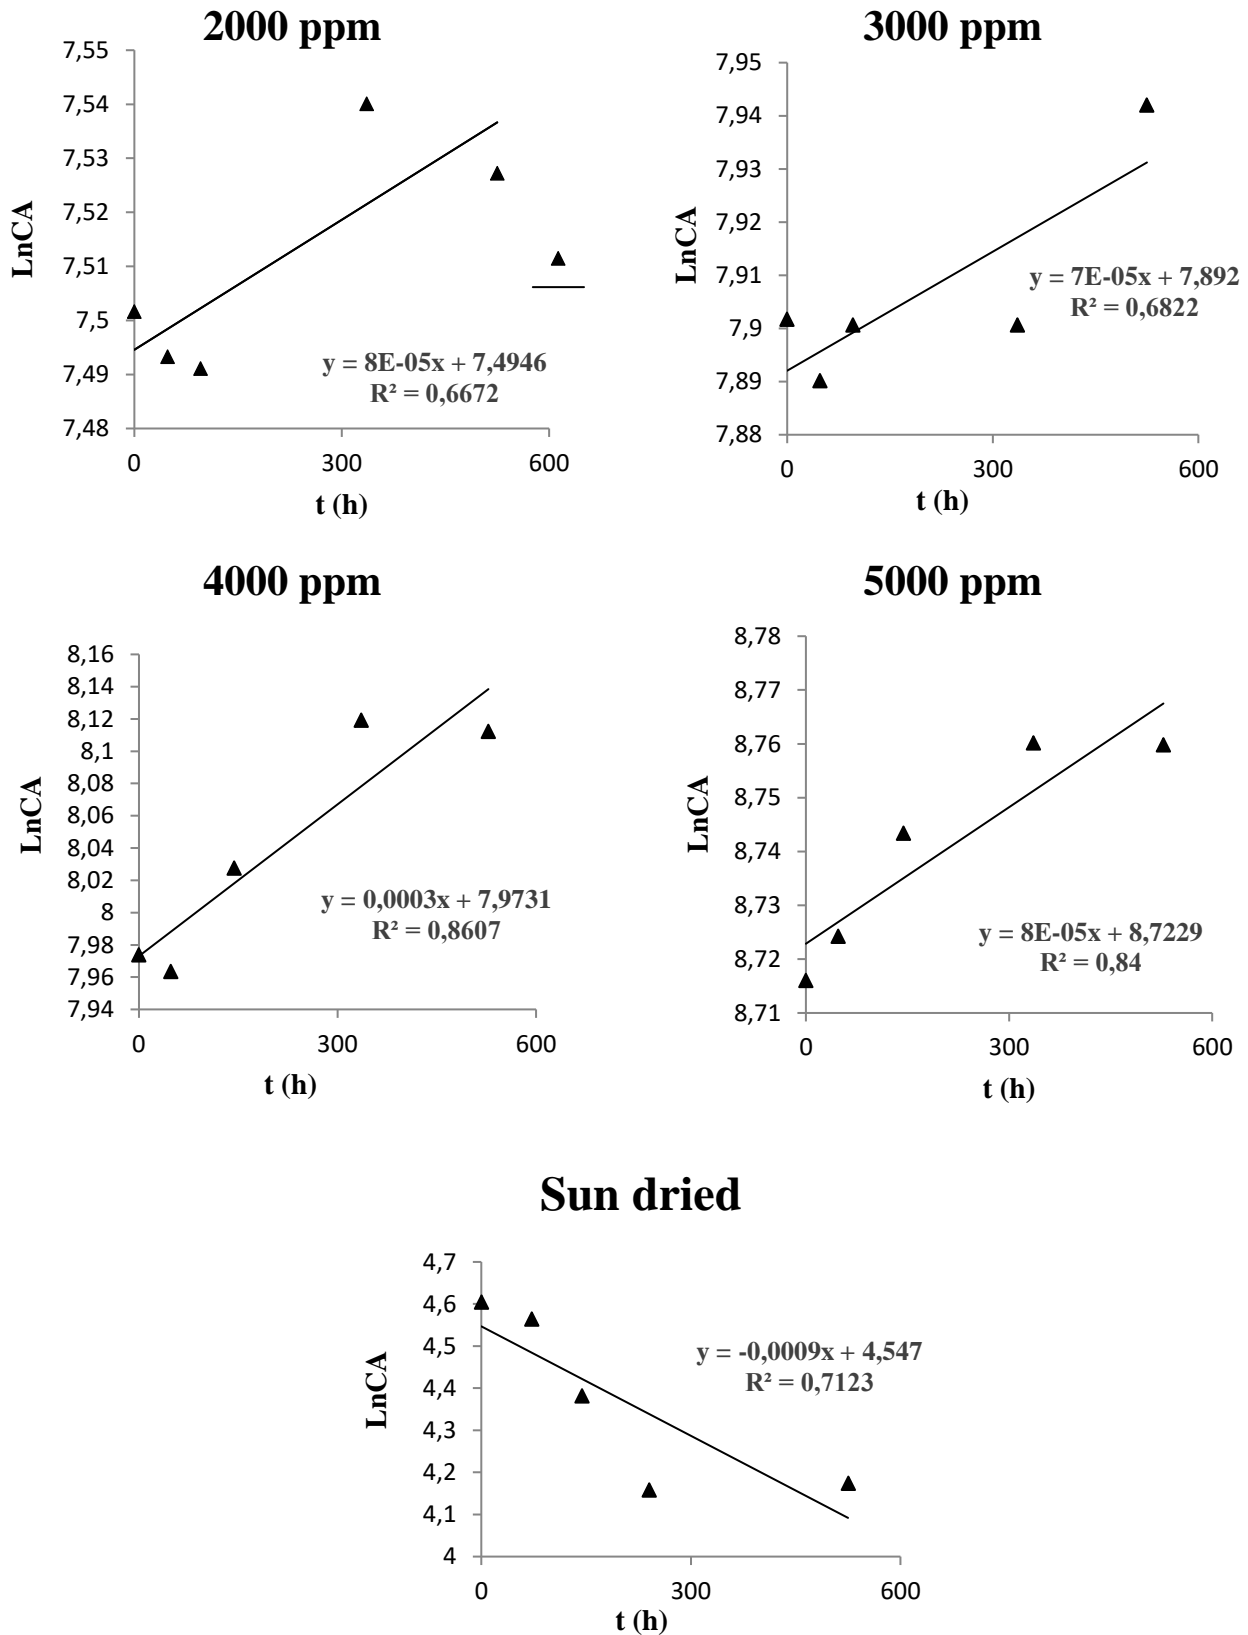 2000 ppm
7,55
7,54
7,53
7,52
7,51
7,5
7,49
7,48
LnCA
y = 8E-05x + 7,4946
R² = 0,6672
0 300 600
t (h)
3000 ppm
7,95
7,94
7,93
7,92
7,91
7,9
7,89
7,88
LnCA
y = 7E-05x + 7,892
R² = 0,6822
0 300 600
t (h)
4000 ppm
8,16
8,14
8,12
8,1
8,08
8,06
8,04
8,02
8
7,98
7,96
7,94
LnCA
y = 0,0003x + 7,9731
R² = 0,8607
0 300 600
t (h)
5000 ppm
8,78
8,77
8,76
8,75
8,74
8,73
8,72
8,71
LnCA
y = 8E-05x + 8,7229
R² = 0,84
0 300 600
t (h)
Sun dried
4,7
4,6
4,5
4,4
4,3
4,2
4,1
4
LnCA
y = -0,0009x + 4,547
R² = 0,7123
0 300 600
t (h)